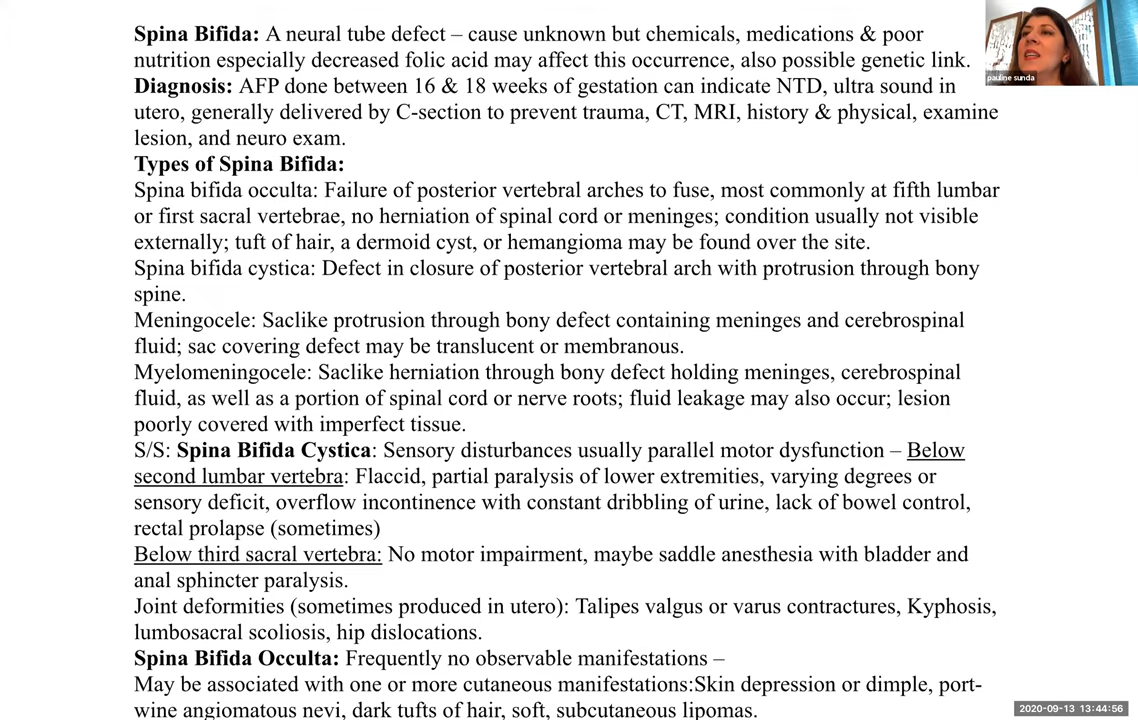 Spina Bifida: A neural tube defect – cause unknown but chemicals, medications & poor
nutrition especially decreased folic acid may affect this occurrence, also possible genetic link.
Diagnosis: AFP done between 16 & 18 weeks of gestation can indicate NTD, ultra sound in
utero, generally delivered by C-section to prevent trauma, CT, MRI, history & physical, examine
lesion, and neuro exam.
Types of Spina Bifida:
Spina bifida occulta: Failure of posterior vertebral arches to fuse, most commonly at fifth lumbar
or first sacral vertebrae, no herniation of spinal cord or meninges; condition usually not visible
externally; tuft of hair, a dermoid cyst, or hemangioma may be found over the site.
Spina bifida cystica: Defect in closure of posterior vertebral arch with protrusion through bony
spine.
Meningocele: Saclike protrusion through bony defect containing meninges and cerebrospinal
fluid; sac covering defect may be translucent or membranous.
Myelomeningocele: Saclike herniation through bony defect holding meninges, cerebrospinal
fluid, as well as a portion of spinal cord or nerve roots; fluid leakage may also occur; lesion
poorly covered with imperfect tissue.
S/S: Spina Bifida Cystica: Sensory disturbances usually parallel motor dysfunction – Below
second lumbar vertebra: Flaccid, partial paralysis of lower extremities, varying degrees or
sensory deficit, overflow incontinence with constant dribbling of urine, lack of bowel control,
rectal prolapse (sometimes)
Below third sacral vertebra: No motor impairment, maybe saddle anesthesia with bladder and
anal sphincter paralysis.
Joint deformities (sometimes produced in utero): Talipes valgus or varus contractures, Kyphosis,
lumbosacral scoliosis, hip dislocations.
Spina Bifida Occulta: Frequently no observable manifestations –
May be associated with one or more cutaneous manifestations:Skin depression or dimple, port-
wine angiomatous nevi, dark tufts of hair, soft, subcutaneous lipomas.
pauline sunda
2020-09-13 13:44:56